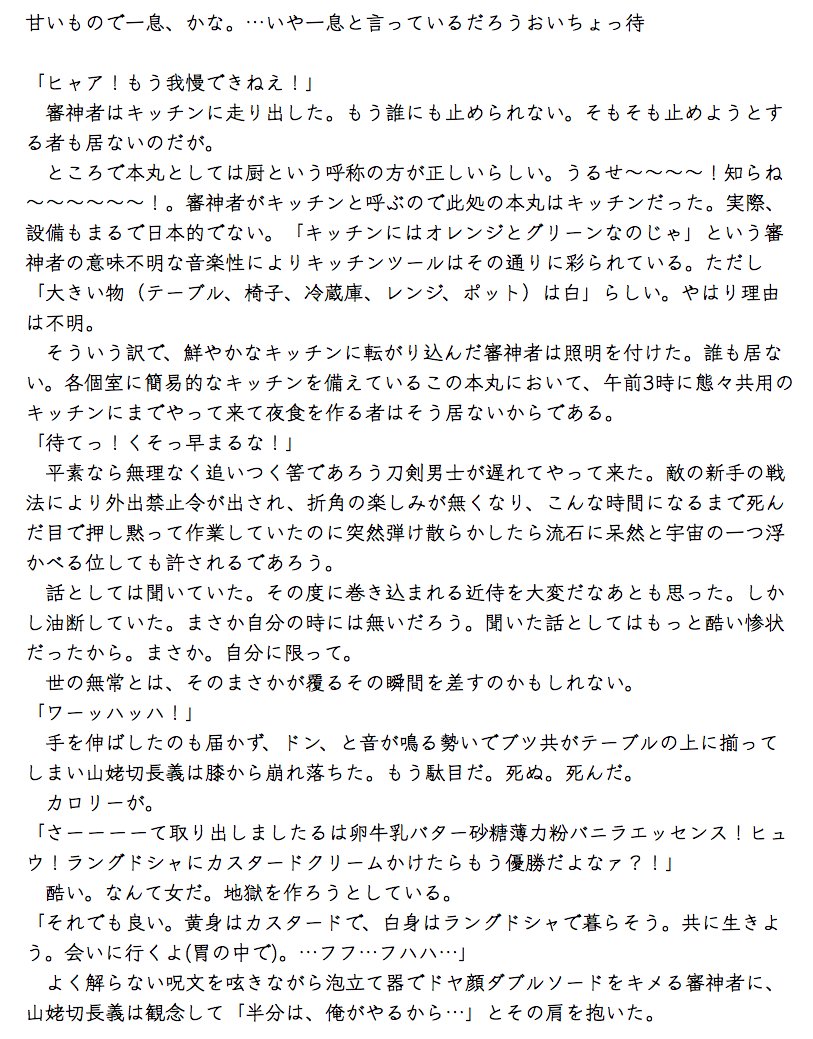 甘いもので一息、かな。…いや一息と言っているだろうおいちょっ待
「ヒャア！もう我慢できねえ！」
　審神者はキッチンに走り出した。もう誰にも止められない。そもそも止めようとす
る者も居ないのだが。
　ところで本丸としては厨という呼称の方が正しいらしい。うるせ〜〜〜〜！知らね
〜〜〜〜〜〜！。審神者がキッチンと呼ぶので此処の本丸はキッチンだった。実際、
設備もまるで日本的でない。「キッチンにはオレンジとグリーンなのじゃ」という審
神者の意味不明な音楽性によりキッチンツールはその通りに彩られている。ただし
「大きい物（テーブル、椅子、冷蔵庫、レンジ、ポット）は白」らしい。やはり理由
は不明。
　そういう訳で、鮮やかなキッチンに転がり込んだ審神者は照明を付けた。誰も居な
い。各個室に簡易的なキッチンを備えているこの本丸において、午前3時に態々共用の
キッチンにまでやって来て夜食を作る者はそう居ないからである。
「待てっ！くそっ早まるな！」
　平素なら無理なく追いつく筈であろう刀剣男士が遅れてやって来た。敵の新手の戦
法により外出禁止令が出され、折角の楽しみが無くなり、こんな時間になるまで死ん
だ目で押し黙って作業していたのに突然弾け散らかしたら流石に呆然と宇宙の一つ浮
かべる位しても許されるであろう。
　話としては聞いていた。その度に巻き込まれる近侍を大変だなあとも思った。しか
し油断していた。まさか自分の時には無いだろう。聞いた話としてはもっと酷い惨状
だったから。まさか。自分に限って。
　世の無常とは、そのまさかが覆るその瞬間を差すのかもしれない。
「ワーッハッハ！」
　手を伸ばしたのも届かず、ドン、と音が鳴る勢いでブツ共がテーブルの上に揃って
しまい山姥切長義は膝から崩れ落ちた。もう駄目だ。死ぬ。死んだ。
　カロリーが。
「さーーーーて取り出しましたるは卵牛乳バター砂糖薄力粉バニラエッセンス！ヒュ
ウ！ラングドシャにカスタードクリームかけたらもう優勝だよなァ？！」
　酷い。なんて女だ。地獄を作ろうとしている。
「それでも良い。黄身はカスタードで、白身はラングドシャで暮らそう。共に生きよ
う。会いに行くよ(胃の中で)。…フフ…フハハ…」
　よく解らない呪文を呟きながら泡立て器でドヤ顔ダブルソードをキメる審神者に、
山姥切長義は観念して「半分は、俺がやるから…」とその肩を抱いた。